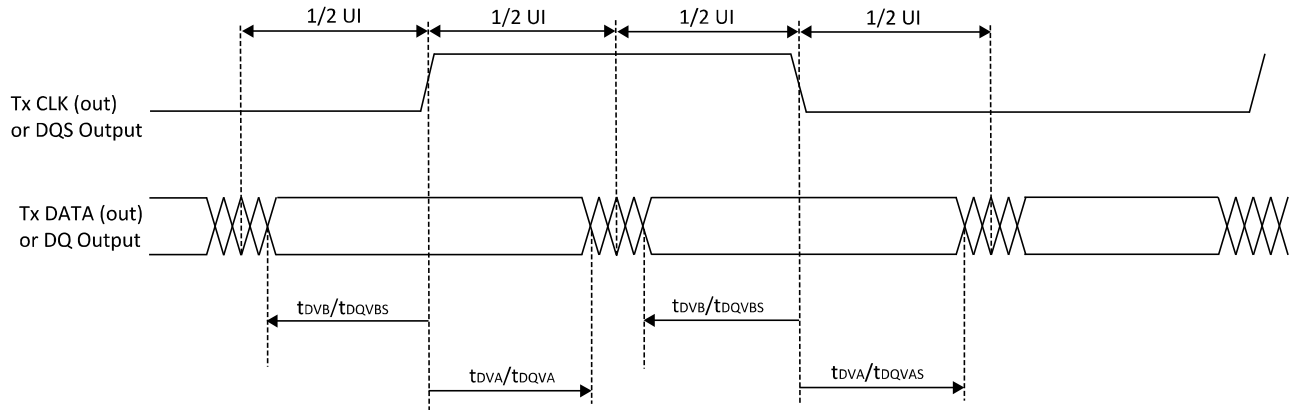 1/2 UI
1/2 UI
1/2 UI
1/2 UI
Tx CLK (out)
or DQS Output
Tx DATA (out)
or DQ Output
tDVB/tDQVBS
tDVB/tDQVBS
tDVA/tDQVA
tDVA/tDQVAS